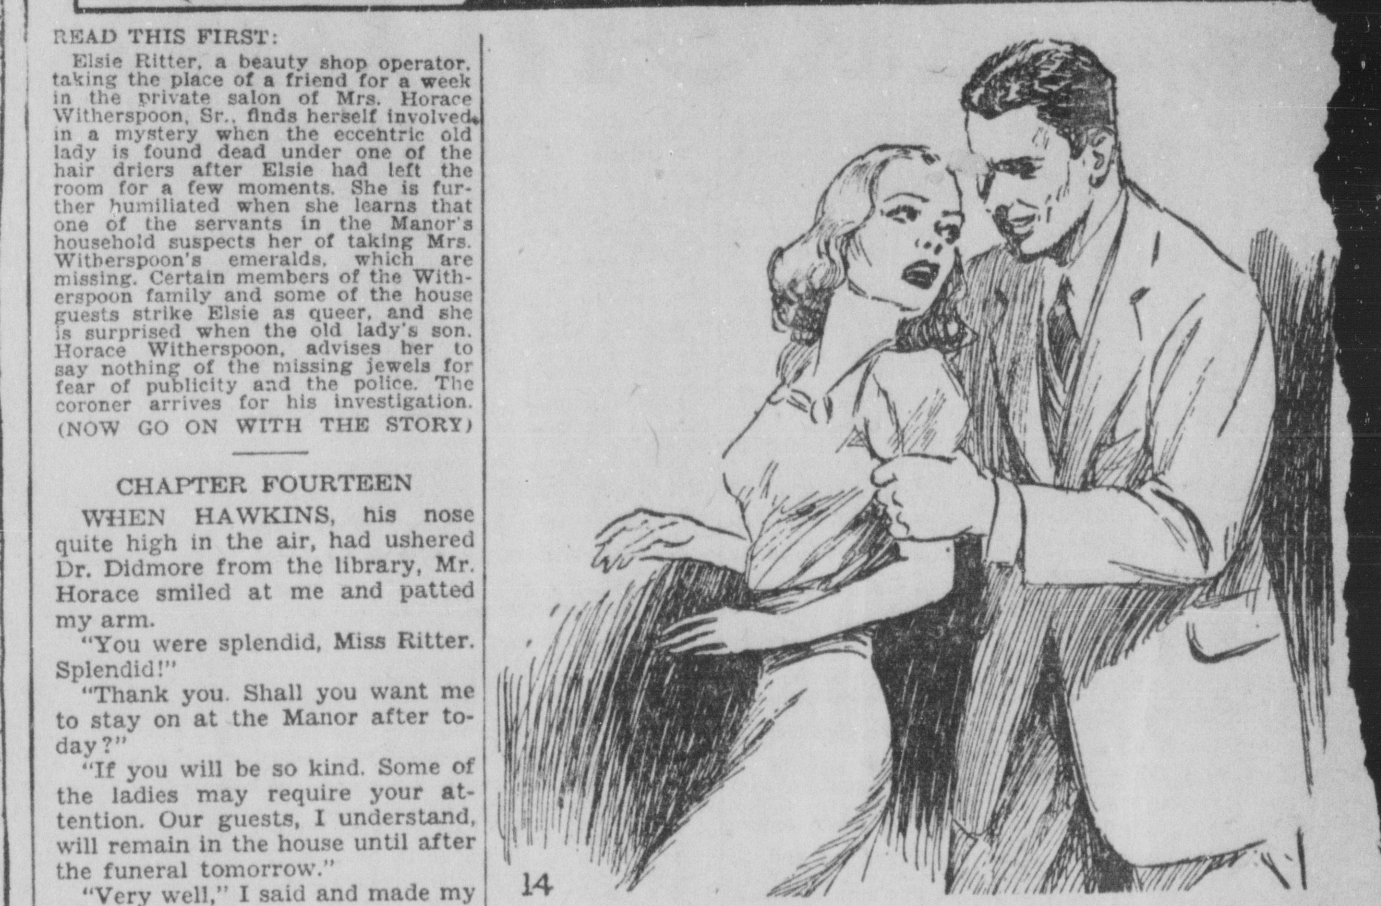 READ THIS FIRST:
Elsie Ritter, a beauty shop operator,
taking the place of a friend for a week
in the private salon of Mrs. Horace
Witherspoon, Sr., finds herself involved
in a mystery when the eccentric old
lady is found dead under one of the
hair driers after Elsie had left the
room for a few moments. She is fur-
ther humiliated when she learns that
one of the servants in the Manor's
household suspects her of taking Mrs.
Witherspoon's emeralds, which are
missing. Certain members of the With-
erspoon family and some of the house
guests strike Elsie as queer, and she
is surprised when the old lady's son,
Horace Witherspoon, advises her to
say nothing of the missing jewels for
fear of publicity and the police. The
coroner arrives for his investigation.
(NOW GO ON WITH THE STORY)
CHAPTER FOURTEEN
WHEN HAWKINS, his nose
quite high in the air, had ushered
Dr. Didmore from the library, Mr.
Horace smiled at me and patted
my arm.
"You were splendid, Miss Ritter.
Splendid!"
"Thank you. Shall you want me
to stay on at the Manor after to-
day?"
"If you will be so kind. Some of
the ladies may require your at-
tention. Our guests, I understand,
will remain in the house until after
the funeral tomorrow."
"Very well," I said and made my
14